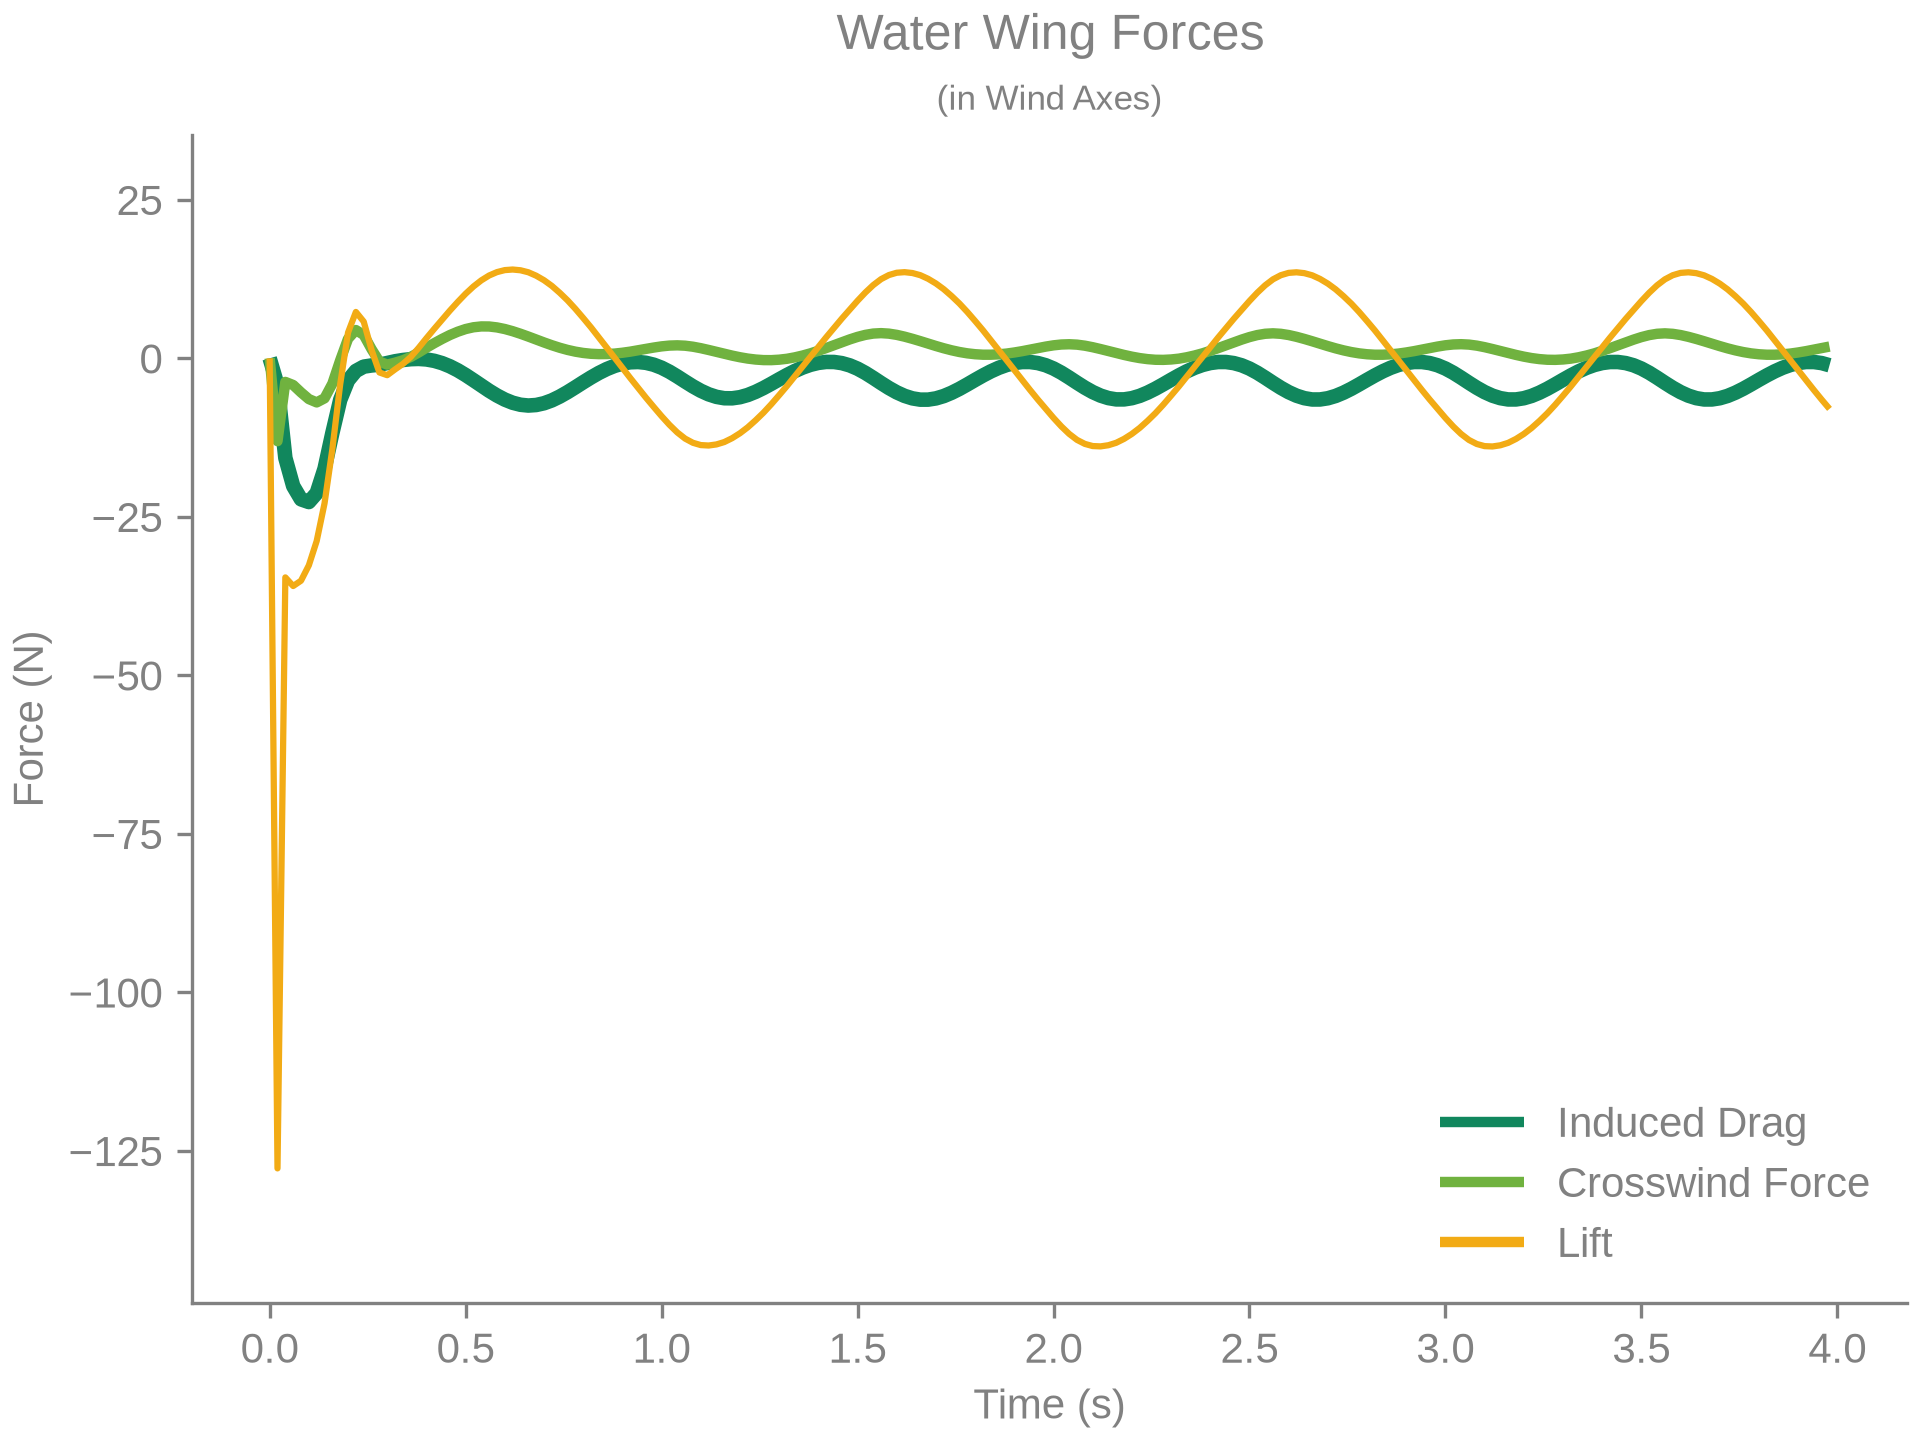 Water Wing Forces
(in Wind Axes)
25
0
−25
−50
−75
−100
−125
Force (N)
Induced Drag
Crosswind Force
Lift
0.0 0.5 1.0 1.5 2.0 2.5 3.0 3.5 4.0
Time (s)